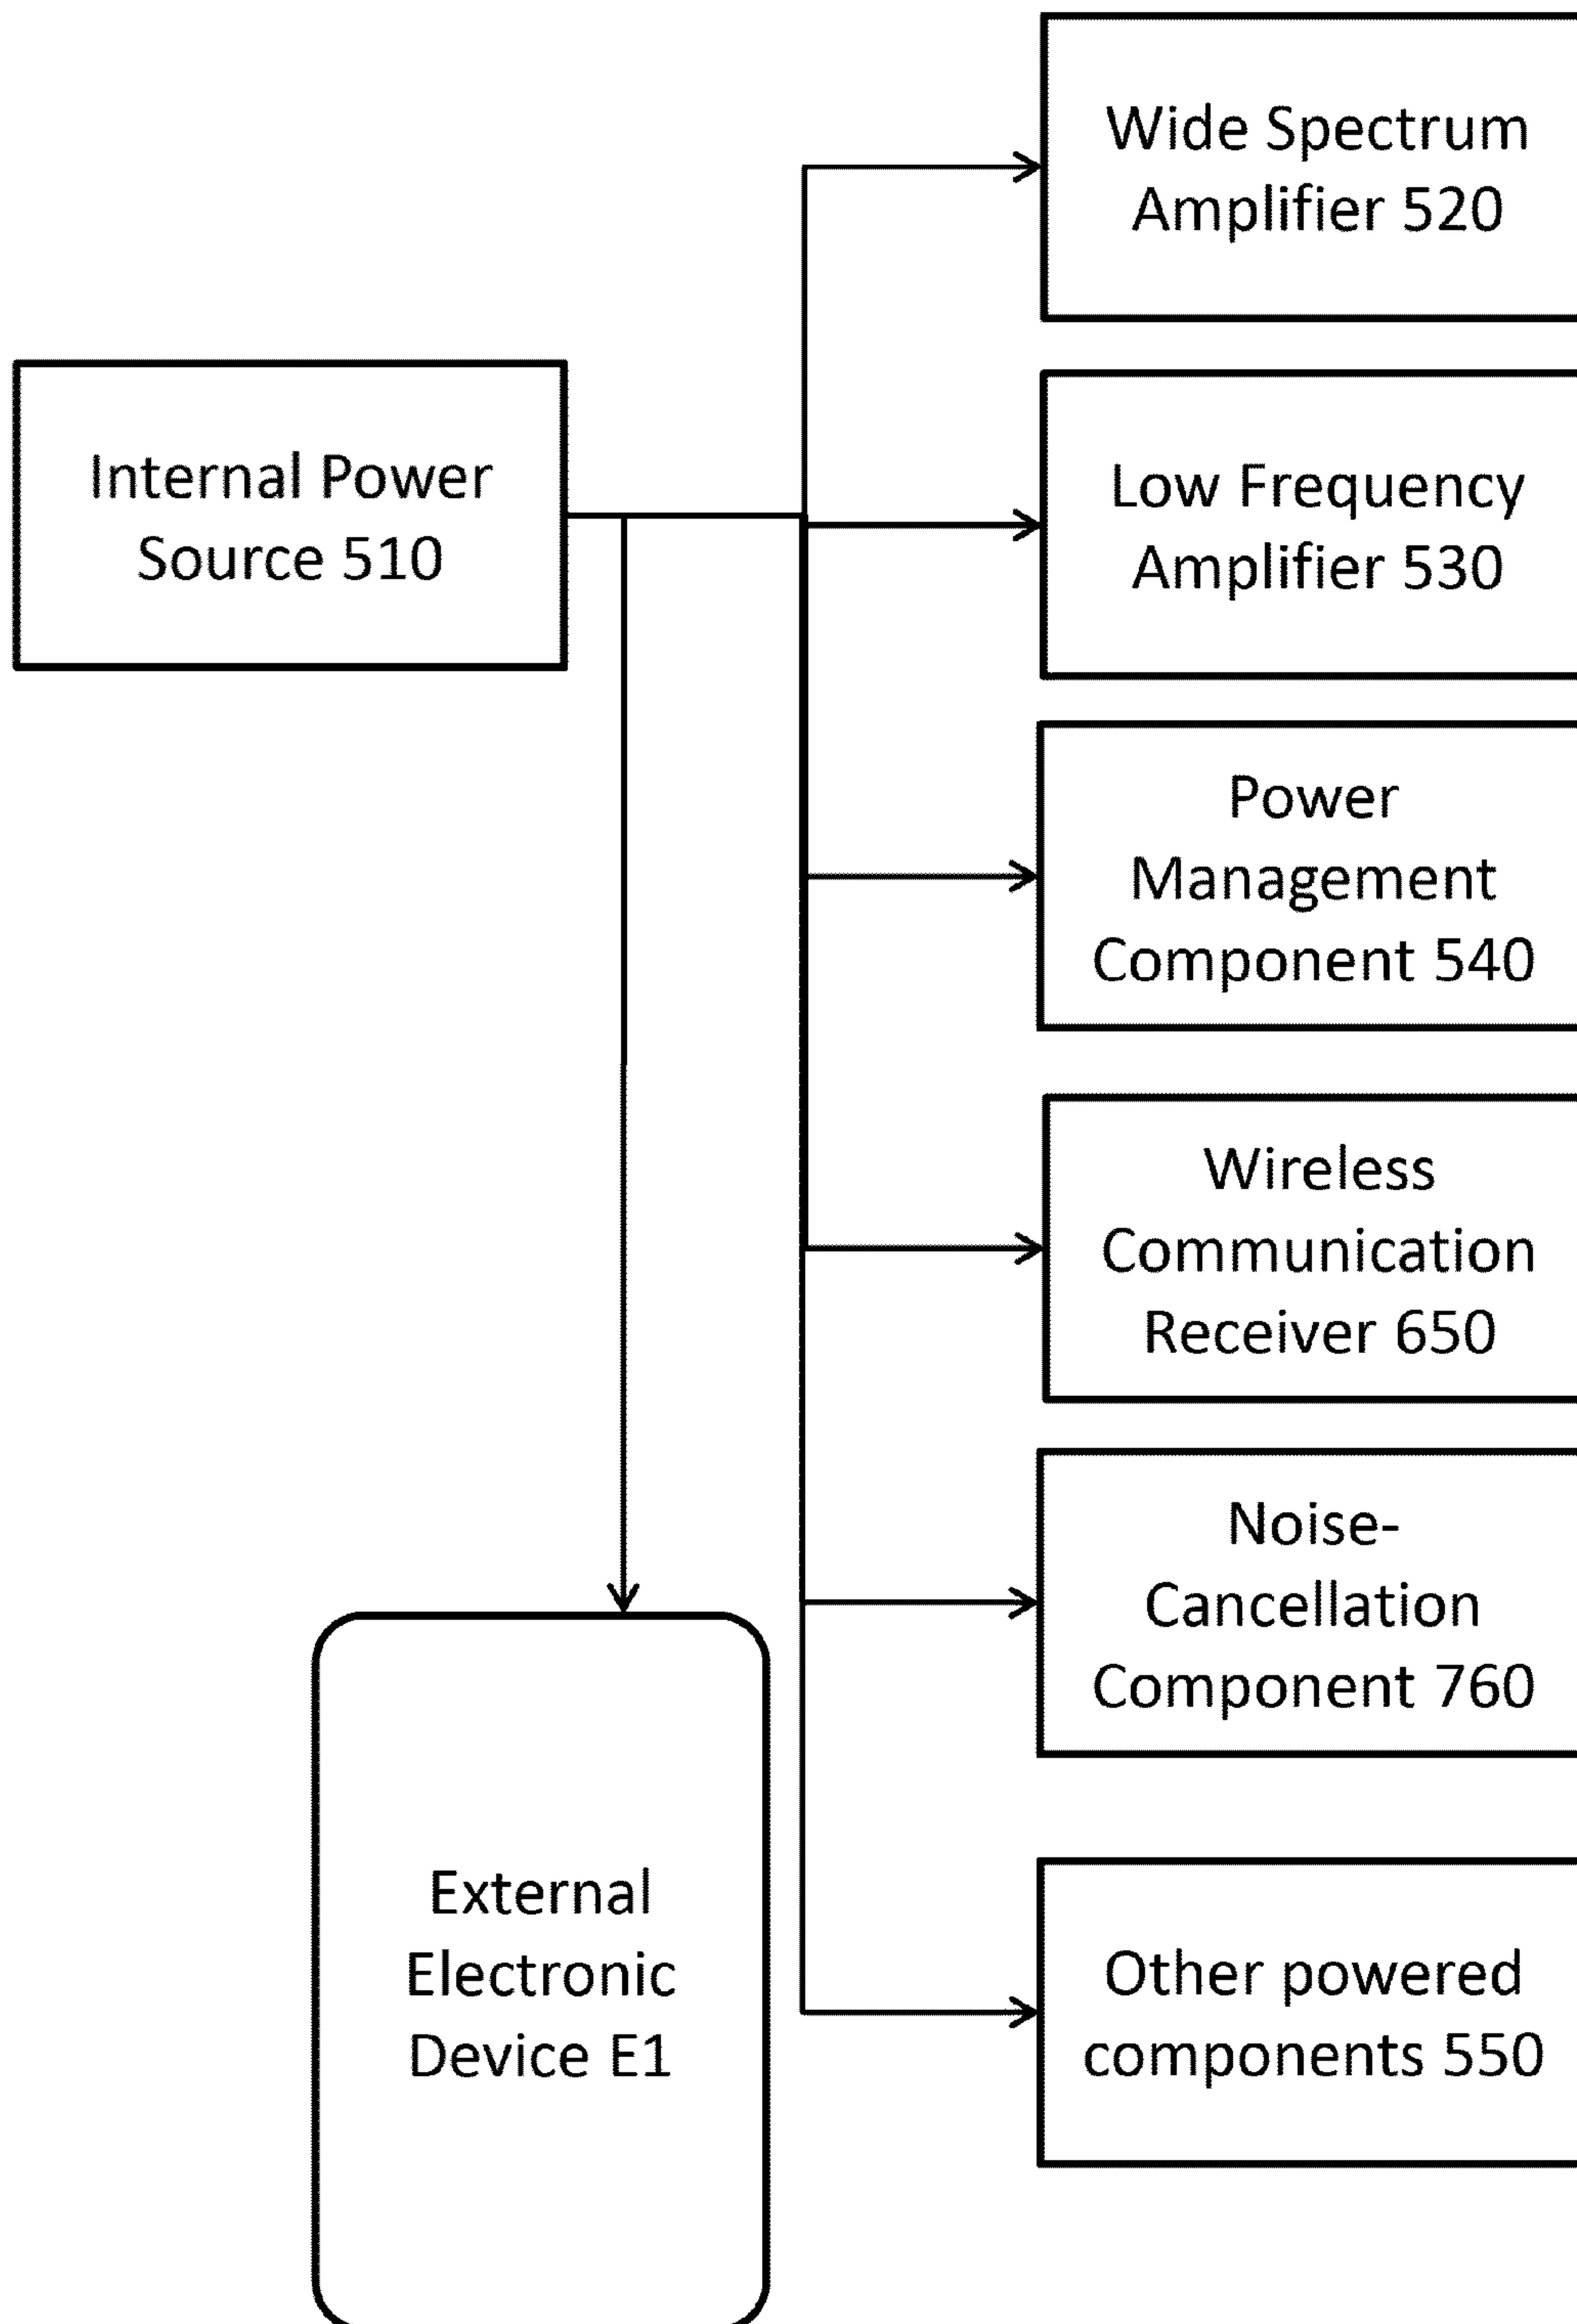 Wide Spectrum
Amplifier 520
Internal Power
Source 510
Low Frequency
Amplifier 530
Power
Management
Component 540
Wireless
Communication
Receiver 650
Noise-
Cancellation
Component 760
External
Electronic
Device E1
Other powered
components 550